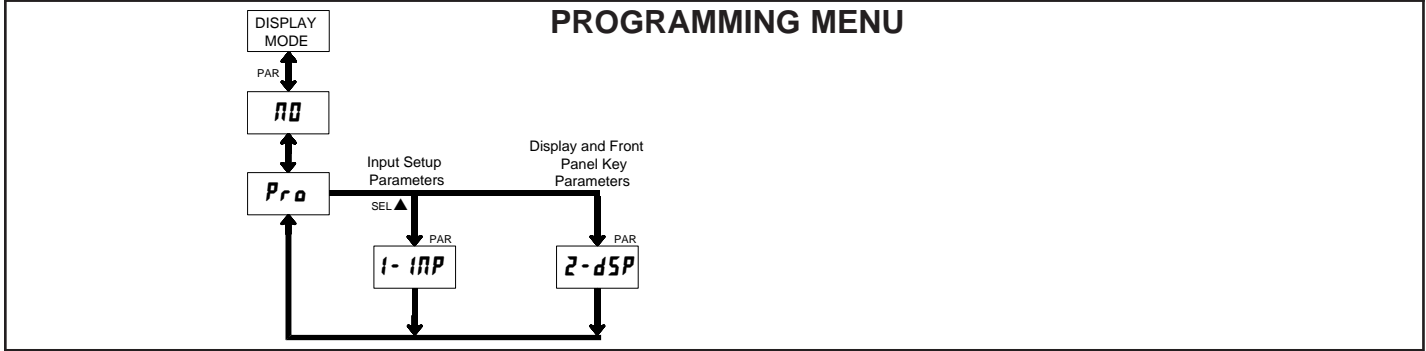 PROGRAMMING MENU
DISPLAY
MODE
PAR
NO
Pro
Input Setup
Parameters
SEL▲
PAR
1-INP
Display and Front
Panel Key
Parameters
PAR
2-dSP